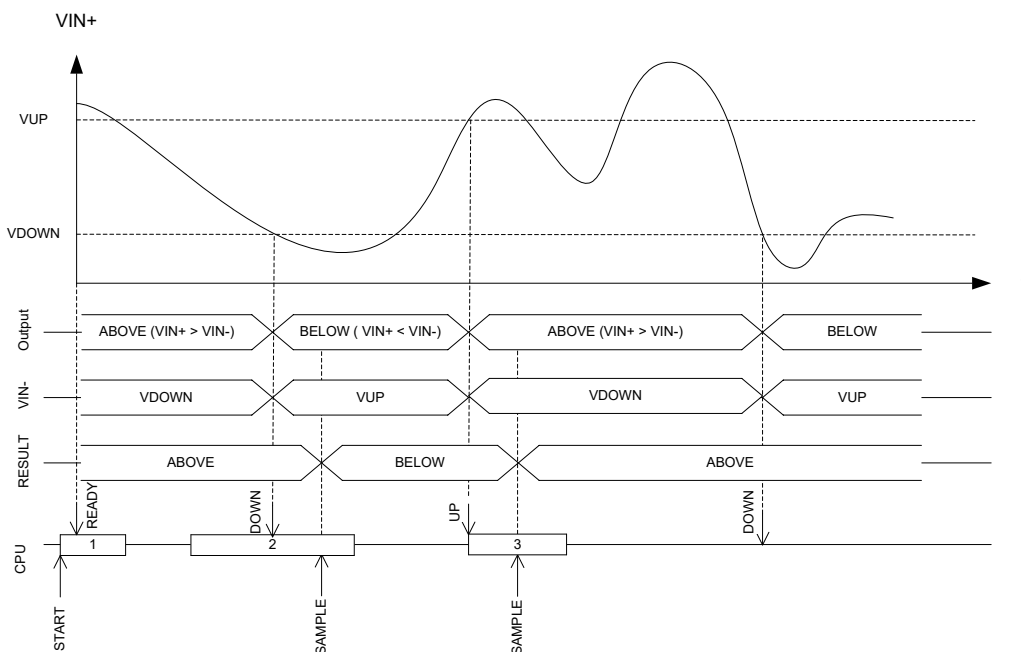 VIN+
VUP
VDOWN
Output
ABOVE (VIN+ > VIN-)
BELOW ( VIN+ < VIN-)
ABOVE (VIN+ > VIN-)
BELOW
VIN-
VDOWN
VUP
VDOWN
VUP
RESULT
ABOVE
BELOW
ABOVE
READY
DOWN
UP
DOWN
CPU
1
2
3
START
SAMPLE
SAMPLE